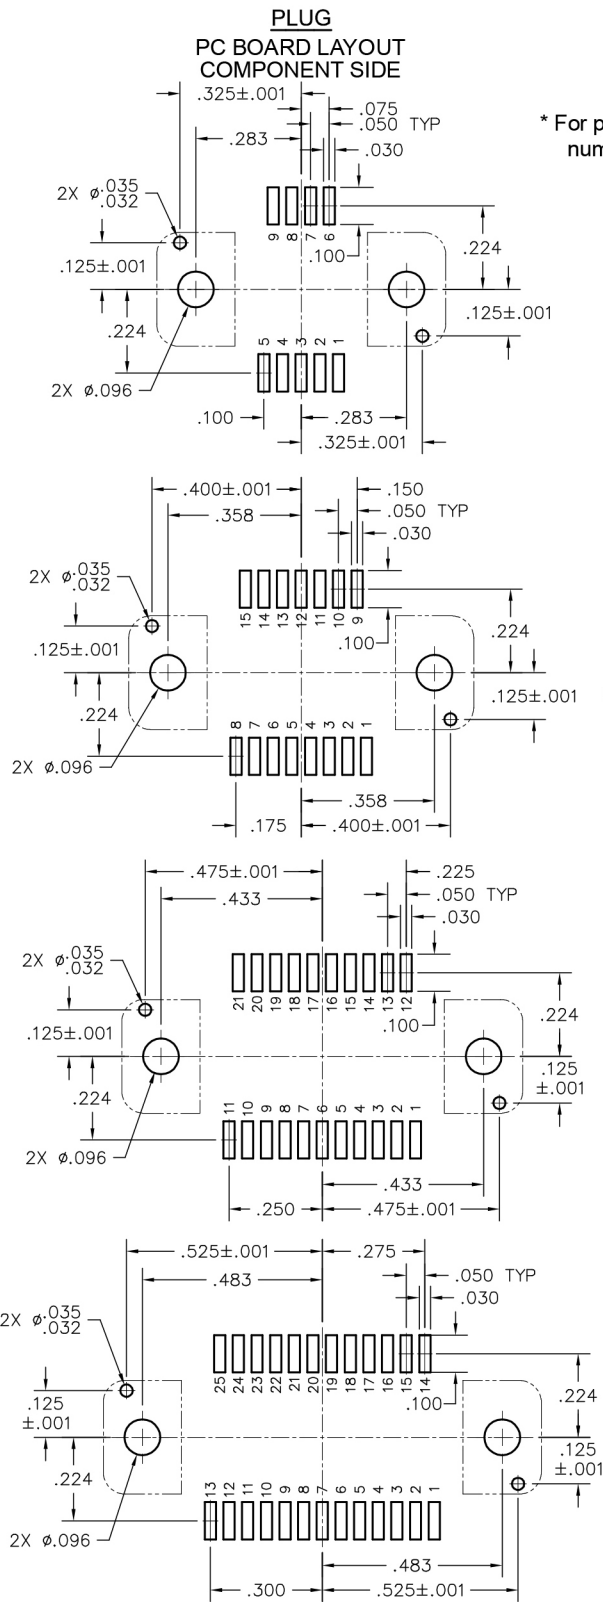 PLUG
PC BOARD LAYOUT
COMPONENT SIDE
* For p
num
.325±.001
.075
.050 TYP
.283
.030
2X ø.035
.032
9 8 7 6
.100
.224
.125±.001
.125±.001
.224
5 4 3 2 1
2X ø.096
.100
.283
.325±.001
.400±.001
.150
.050 TYP
.358
.030
2X ø.035
.032
15 14 13 12 11 10 9
.100
.224
.125±.001
.125±.001
.224
8 7 6 5 4 3 2 1
2X ø.096
.358
.175
.400±.001
.475±.001
.225
.050 TYP
.433
.030
2X ø.035
.032
21 20 19 18 17 16 15 14 13 12
.100
.224
.125±.001
.125
±.001
.224
11 10 9 8 7 6 5 4 3 2 1
2X ø.096
.433
.250
.475±.001
.525±.001
.275
.483
.050 TYP
.030
2X ø.035
.032
25 24 23 22 21 20 19 18 17 16 15 14
.100
.224
.125
±.001
.125
±.001
.224
13 12 11 10 9 8 7 6 5 4 3 2 1
2X ø.096
.483
.300
.525±.001